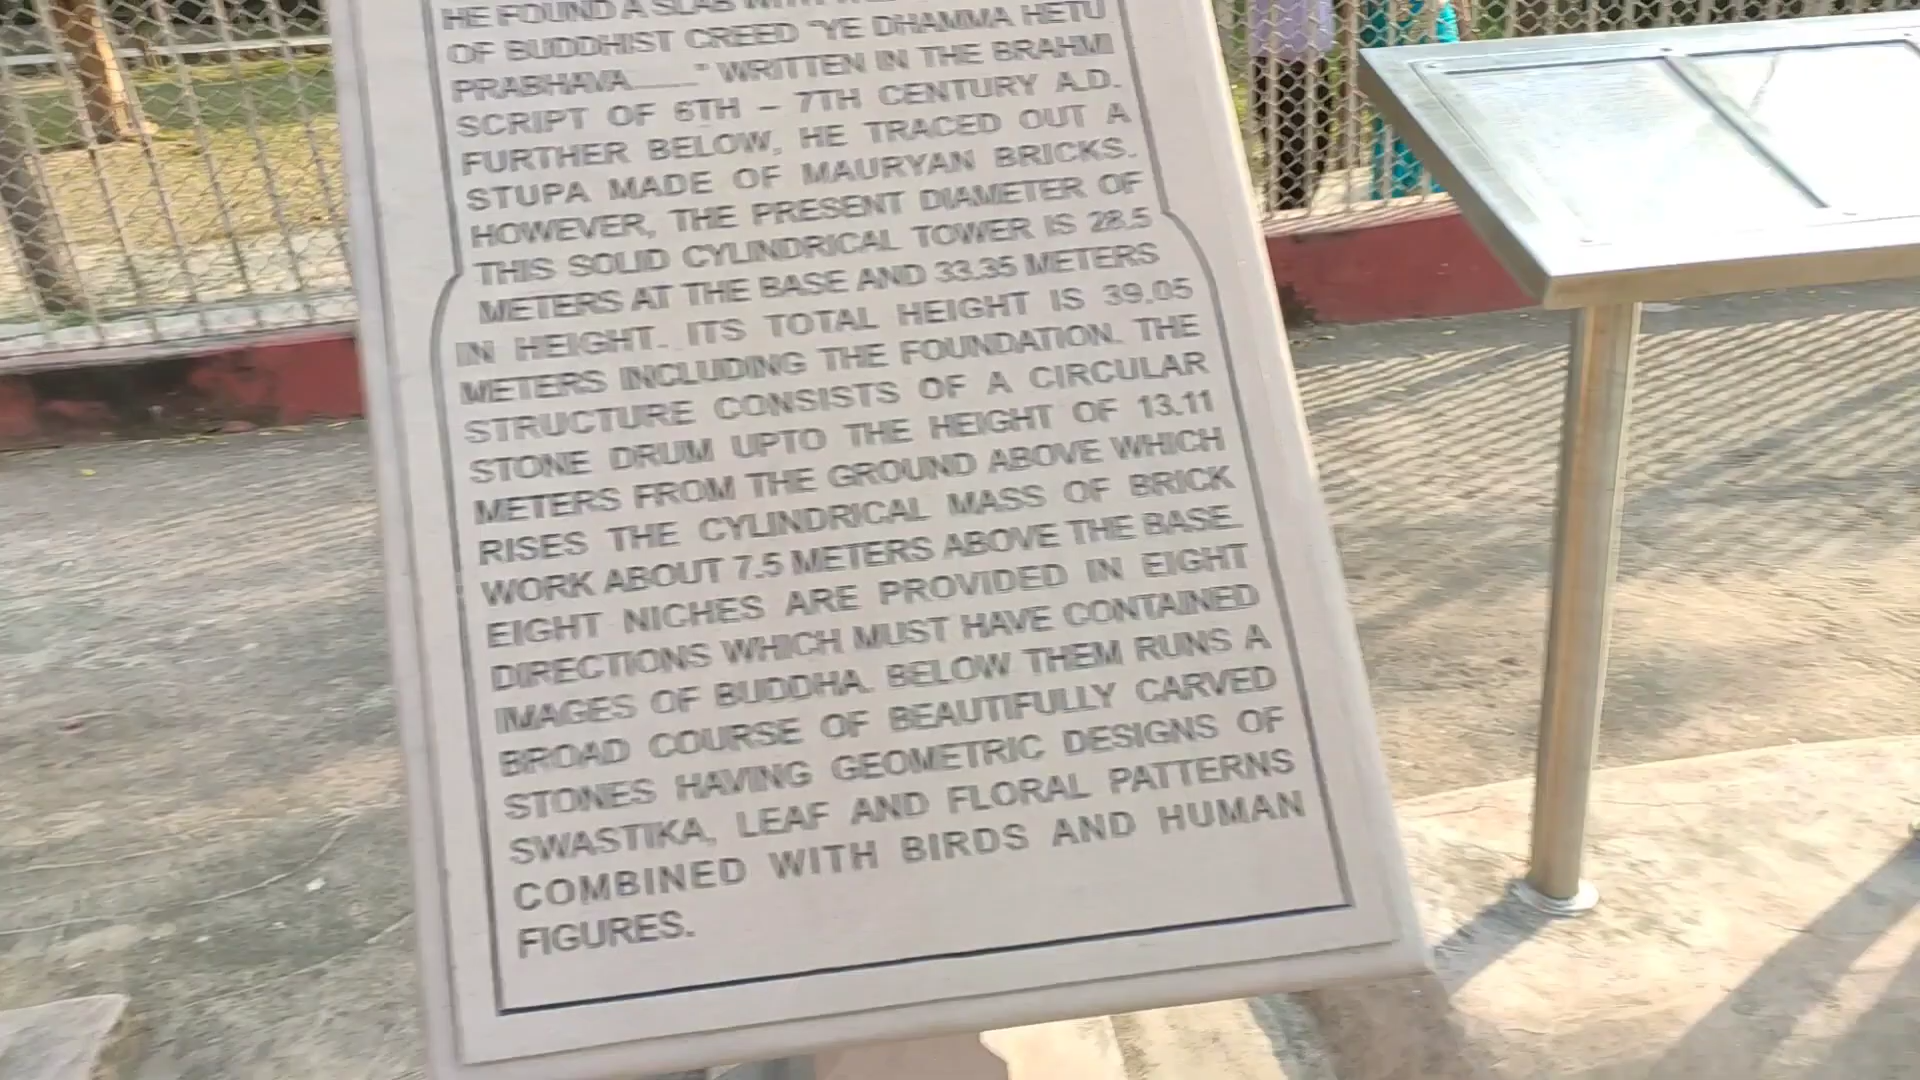 HE FOUND A SLAB WITH
OF BUDDHIST CREED "YE DHAMMA HETU
PRABHAVA......." WRITTEN IN THE BRAHMI
SCRIPT OF 6TH – 7TH CENTURY A.D.
FURTHER BELOW, HE TRACED OUT A
STUPA MADE OF MAURYAN BRICKS.
HOWEVER, THE PRESENT DIAMETER OF
THIS SOLID CYLINDRICAL TOWER IS 28.5
METERS AT THE BASE AND 33.35 METERS
IN HEIGHT. ITS TOTAL HEIGHT IS 39.05
METERS INCLUDING THE FOUNDATION. THE
STRUCTURE CONSISTS OF A CIRCULAR
STONE DRUM UPTO THE HEIGHT OF 13.11
METERS FROM THE GROUND ABOVE WHICH
RISES THE CYLINDRICAL MASS OF BRICK
WORK ABOUT 7.5 METERS ABOVE THE BASE.
EIGHT NICHES ARE PROVIDED IN EIGHT
DIRECTIONS WHICH MUST HAVE CONTAINED
IMAGES OF BUDDHA. BELOW THEM RUNS A
BROAD COURSE OF BEAUTIFULLY CARVED
STONES HAVING GEOMETRIC DESIGNS OF
SWASTIKA, LEAF AND FLORAL PATTERNS
COMBINED WITH BIRDS AND HUMAN
FIGURES.